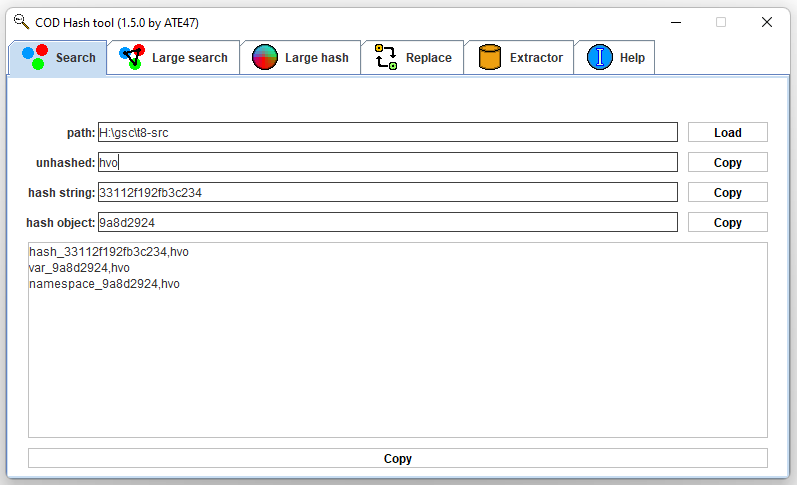 COD Hash tool (1.5.0 by ATE47)
Search Large search Large hash Replace Extractor Help
path: H:\gsc\t8-src Load
unhashed: hvo Copy
hash string: 33112f192fb3c234 Copy
hash object: 9a8d2924 Copy
hash_33112f192fb3c234,hvo
var_9a8d2924,hvo
namespace_9a8d2924,hvo
Copy